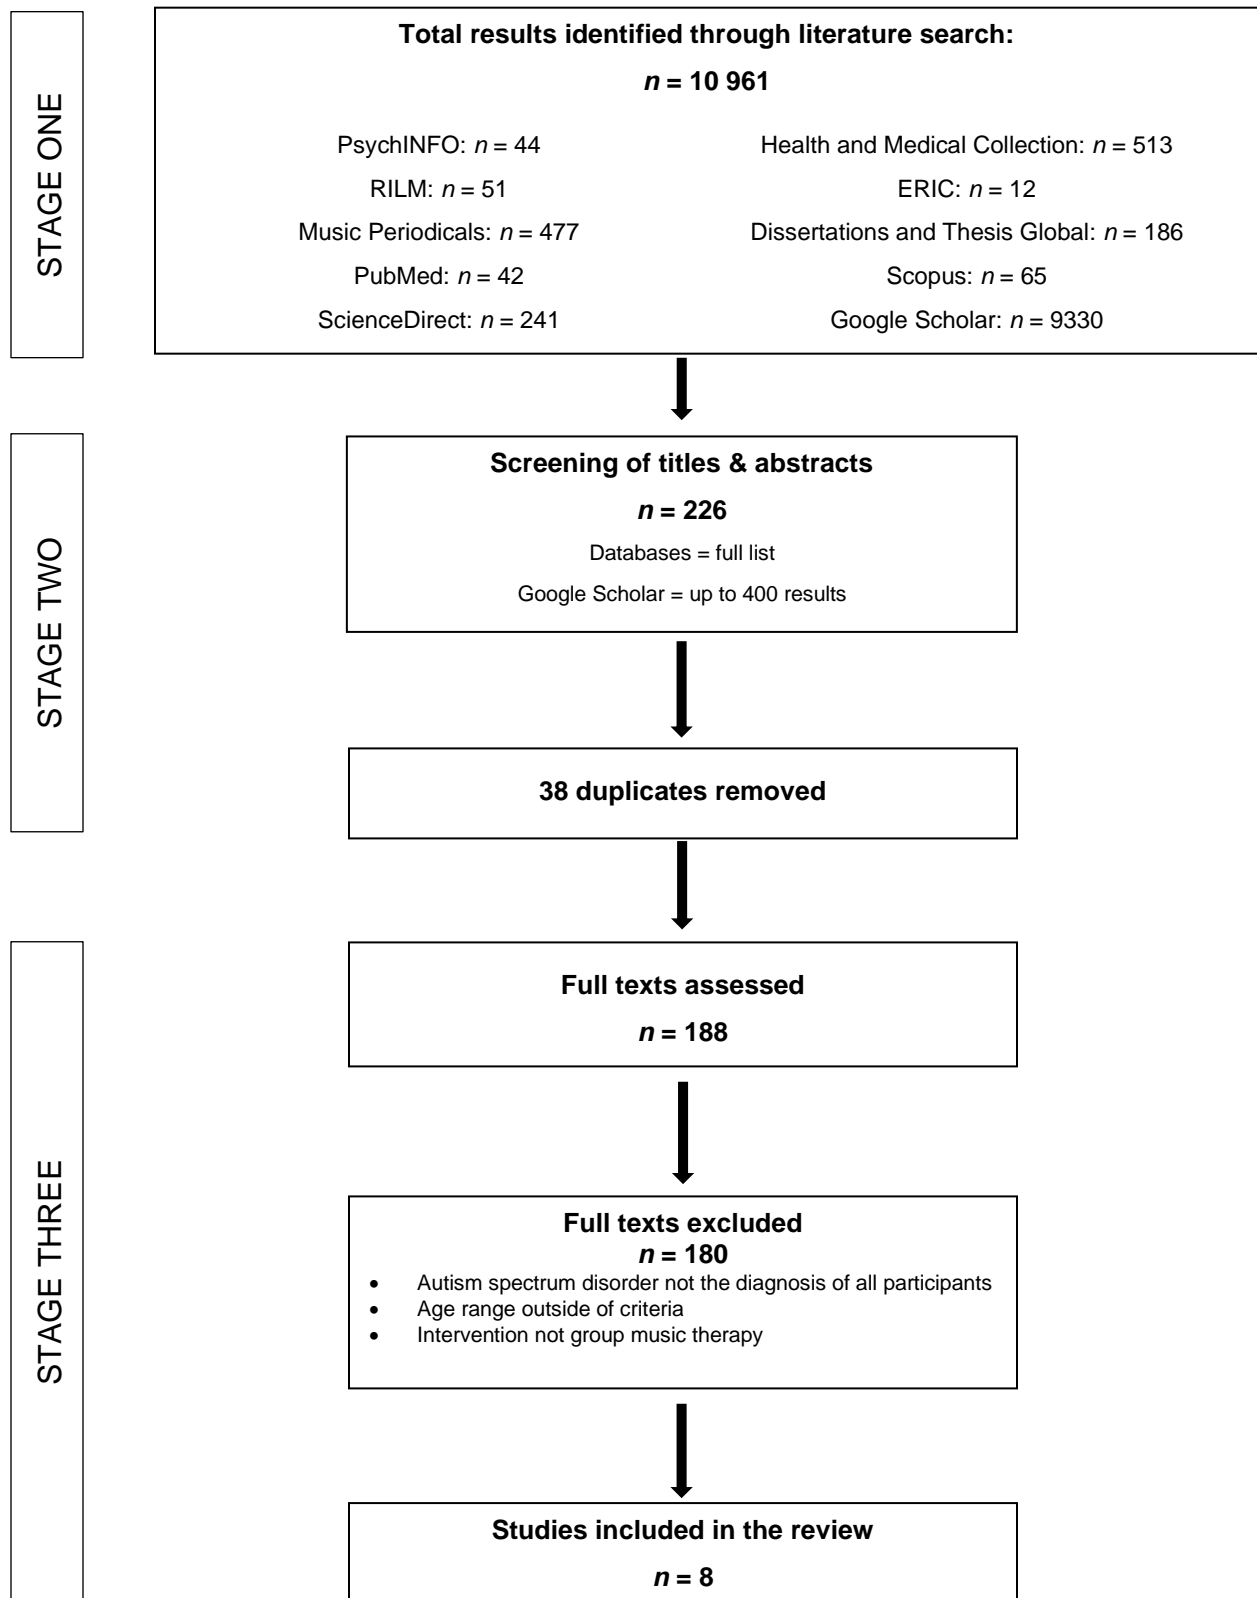 STAGE ONE
Total results identified through literature search:
n = 10 961
PsychINFO: n = 44
RILM: n = 51
Music Periodicals: n = 477
PubMed: n = 42
ScienceDirect: n = 241
Health and Medical Collection: n = 513
ERIC: n = 12
Dissertations and Thesis Global: n = 186
Scopus: n = 65
Google Scholar: n = 9330
STAGE TWO
Screening of titles & abstracts
n = 226
Databases = full list
Google Scholar = up to 400 results
38 duplicates removed
STAGE THREE
Full texts assessed
n = 188
Full texts excluded
n = 180
• Autism spectrum disorder not the diagnosis of all participants
• Age range outside of criteria
• Intervention not group music therapy
Studies included in the review
n = 8